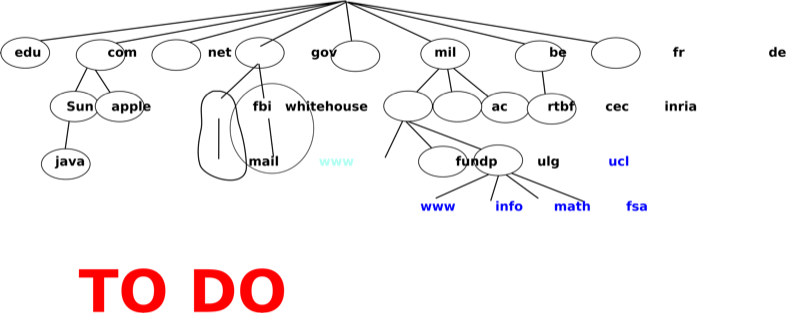 edu com net gov mil be fr de
Sun apple fbi whitehouse ac rtbf cec inria
java mail www fundp ulg ucl
www info math fsa
TO DO